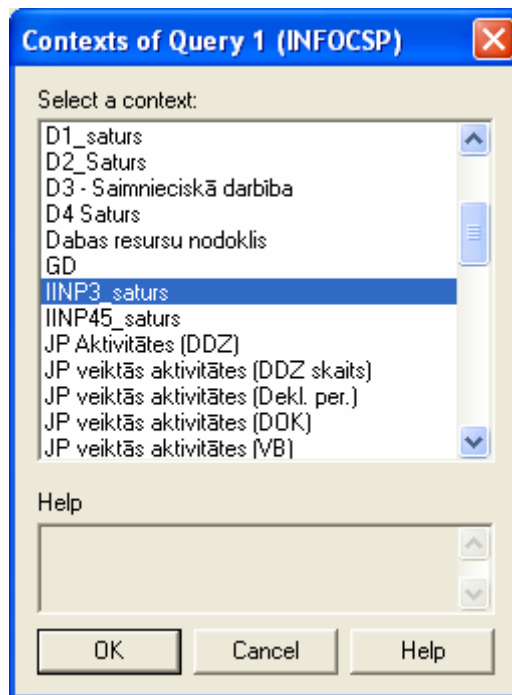 Contexts of Query 1 (INFOCSP)
Select a context:
D1_saturs
D2_Saturs
D3 - Saimnieciskā darbība
D4 Saturs
Dabas resursu nodoklis
GD
IINP3_saturs
IINP45_saturs
JP Aktivitātes (DDZ)
JP veiktās aktivitātes (DDZ skaits)
JP veiktās aktivitātes (Dekl. per.)
JP veiktās aktivitātes (DOK)
JP veiktās aktivitātes (VB)
Help
OK Cancel Help